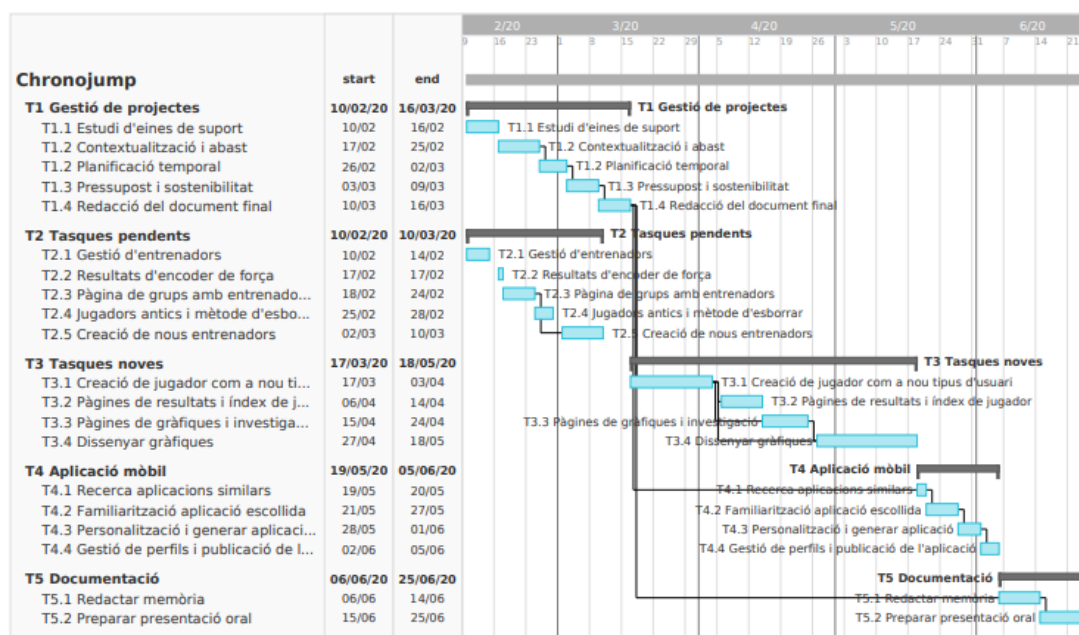 2/20 3/20 4/20 5/20 6/20
9 16 23 1 8 15 22 29 5 12 19 26 3 10 17 24 31 7 14 21
Chronojump start end
T1 Gestió de projectes 10/02/20 16/03/20 T1 Gestió de projectes
T1.1 Estudi d'eines de suport 10/02 16/02 T1.1 Estudi d'eines de suport
T1.2 Contextualització i abast 17/02 25/02 T1.2 Contextualització i abast
T1.2 Planificació temporal 26/02 02/03 T1.2 Planificació temporal
T1.3 Pressupost i sostenibilitat 03/03 09/03 T1.3 Pressupost i sostenibilitat
T1.4 Redacció del document final 10/03 16/03 T1.4 Redacció del document final
T2 Tasques pendents 10/02/20 10/03/20 T2 Tasques pendents
T2.1 Gestió d'entrenadors 10/02 14/02 T2.1 Gestió d'entrenadors
T2.2 Resultats d'encoder de força 17/02 17/02 T2.2 Resultats d'encoder de força
T2.3 Pàgina de grups amb entrenado... 18/02 24/02 T2.3 Pàgina de grups amb entrenadors
T2.4 Jugadors antics i mètode d'esbo... 25/02 28/02 T2.4 Jugadors antics i mètode d'esborrar
T2.5 Creació de nous entrenadors 02/03 10/03 T2.5 Creació de nous entrenadors
T3 Tasques noves 17/03/20 18/05/20 T3 Tasques noves
T3.1 Creació de jugador com a nou ti... 17/03 03/04 T3.1 Creació de jugador com a nou tipus d'usuari
T3.2 Pàgines de resultats i índex de j... 06/04 14/04 T3.2 Pàgines de resultats i índex de jugador
T3.3 Pàgines de gràfiques i investiga... 15/04 24/04 T3.3 Pàgines de gràfiques i investigació
T3.4 Dissenyar gràfiques 27/04 18/05 T3.4 Dissenyar gràfiques
T4 Aplicació mòbil 19/05/20 05/06/20 T4 Aplicació mòbil
T4.1 Recerca aplicacions similars 19/05 20/05 T4.1 Recerca aplicacions similars
T4.2 Familiarització aplicació escollida 21/05 27/05 T4.2 Familiarització aplicació escollida
T4.3 Personalització i generar aplicaci... 28/05 01/06 T4.3 Personalització i generar aplicació
T4.4 Gestió de perfils i publicació de l... 02/06 05/06 T4.4 Gestió de perfils i publicació de l'aplicació
T5 Documentació 06/06/20 25/06/20 T5 Documentació
T5.1 Redactar memòria 06/06 14/06 T5.1 Redactar memòria
T5.2 Preparar presentació oral 15/06 25/06 T5.2 Preparar presentació oral